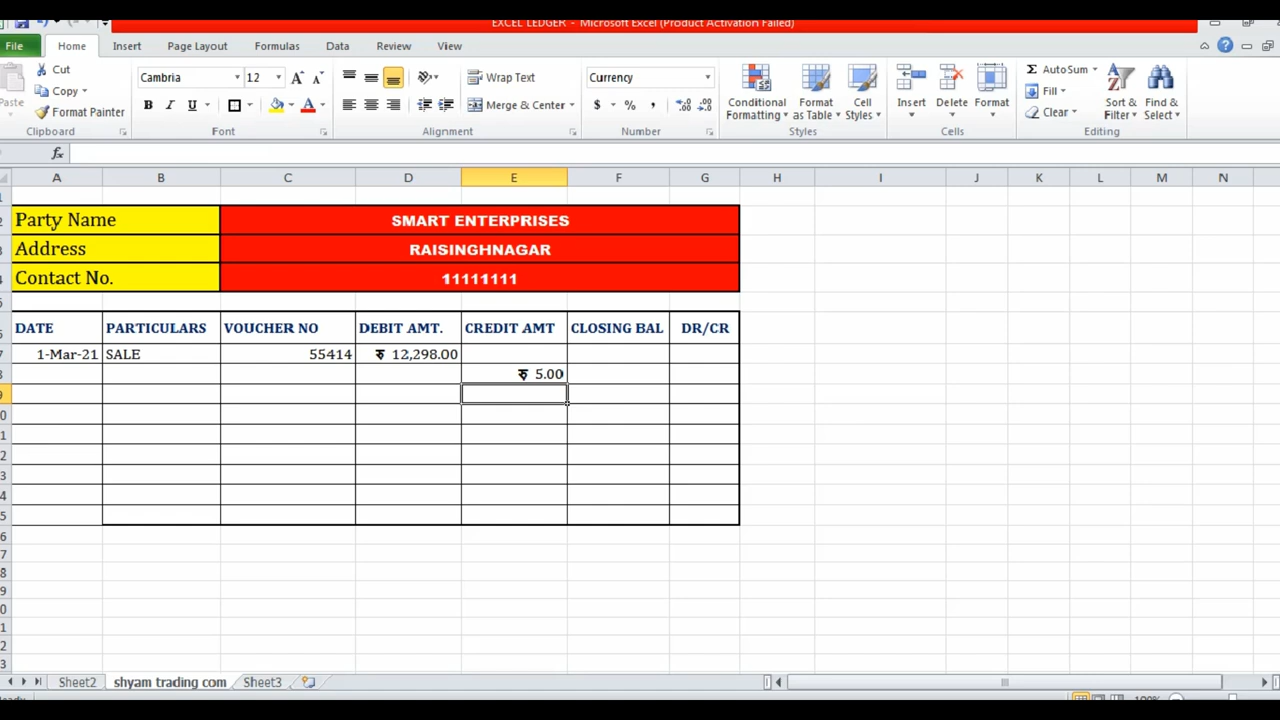 EXCEL LEDGER - Microsoft Excel (Product Activation Failed)
File Home Insert Page Layout Formulas Data Review View
Cut
Copy
Paste
Format Painter
Clipboard
Cambria 12
B I U
Font
Wrap Text
Merge & Center
Alignment
Currency
$ % ,
Number
Conditional Formatting
Format as Table
Cell Styles
Styles
Insert
Delete
Format
Cells
Σ AutoSum
Fill
Clear
Sort & Filter
Find & Select
Editing
fx
A B C D E F G H I J K L M N
Party Name SMART ENTERPRISES
Address RAISINGHNAGAR
Contact No. 11111111
DATE PARTICULARS VOUCHER NO DEBIT AMT. CREDIT AMT CLOSING BAL DR/CR
1-Mar-21 SALE 55414 रु 12,298.00
रु 5.00
Sheet2 shyam trading com Sheet3